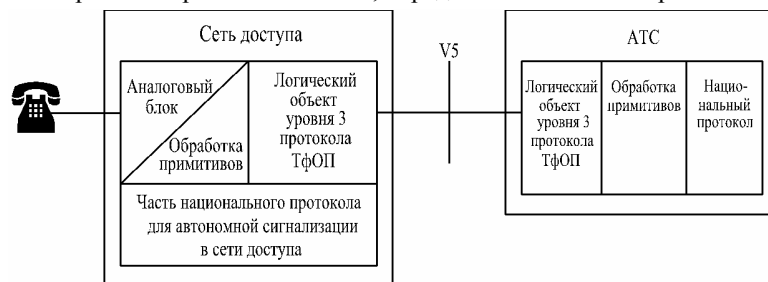 Сеть доступа
АТС
V5
Аналоговый
блок
Обработка
примитивов
Логический
объект
уровня 3
протокола
ТфОП
Часть национального протокола
для автономной сигнализации
в сети доступа
Логический
объект
уровня 3
протокола
ТфОП
Обработка
примитивов
Нацио-
нальный
протокол